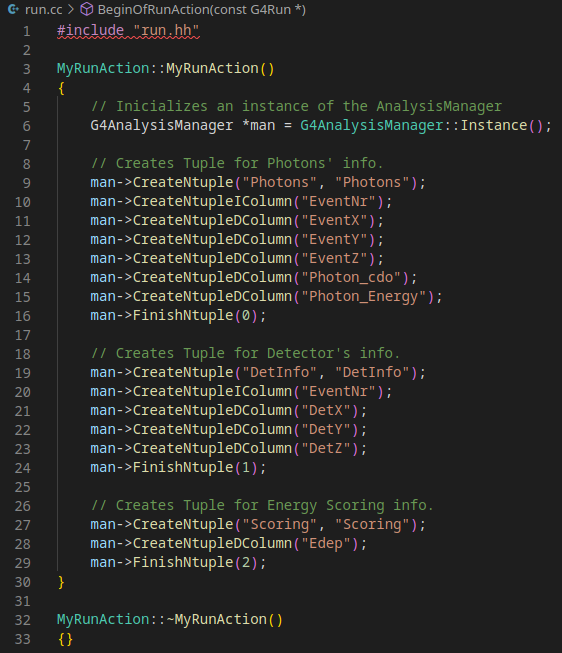 run.cc > BeginOfRunAction(const G4Run *)
1 #include "run.hh"
2
3 MyRunAction::MyRunAction()
4 {
5 // Inicializes an instance of the AnalysisManager
6 G4AnalysisManager *man = G4AnalysisManager::Instance();
7
8 // Creates Tuple for Photons' info.
9 man->CreateNtuple("Photons", "Photons");
10 man->CreateNtupleIColumn("EventNr");
11 man->CreateNtupleDColumn("EventX");
12 man->CreateNtupleDColumn("EventY");
13 man->CreateNtupleDColumn("EventZ");
14 man->CreateNtupleDColumn("Photon_cdo");
15 man->CreateNtupleDColumn("Photon_Energy");
16 man->FinishNtuple(0);
17
18 // Creates Tuple for Detector's info.
19 man->CreateNtuple("DetInfo", "DetInfo");
20 man->CreateNtupleIColumn("EventNr");
21 man->CreateNtupleDColumn("DetX");
22 man->CreateNtupleDColumn("DetY");
23 man->CreateNtupleDColumn("DetZ");
24 man->FinishNtuple(1);
25
26 // Creates Tuple for Energy Scoring info.
27 man->CreateNtuple("Scoring", "Scoring");
28 man->CreateNtupleDColumn("Edep");
29 man->FinishNtuple(2);
30 }
31
32 MyRunAction::~MyRunAction()
33 {}